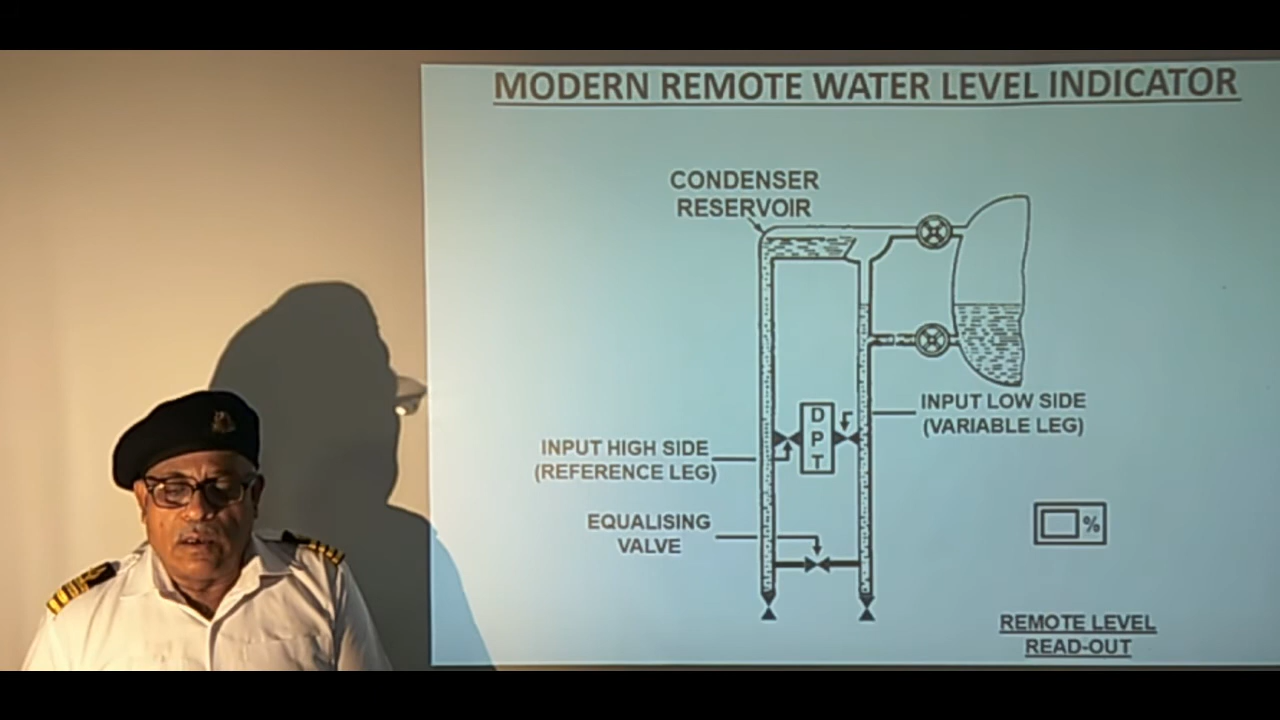 MODERN REMOTE WATER LEVEL INDICATOR
CONDENSER
RESERVOIR
D
P
T
INPUT LOW SIDE
(VARIABLE LEG)
INPUT HIGH SIDE
(REFERENCE LEG)
EQUALISING
VALVE
%
REMOTE LEVEL
READ-OUT